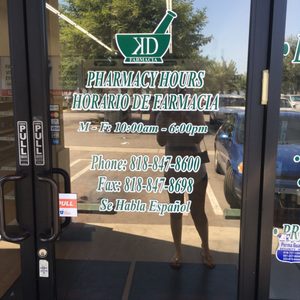 KD
FARMACIA
PHARMACY HOURS
HORARIO DE FARMACIA
M - F: 10:00am - 6:00pm
Phone: 818-847-8600
Fax: 818-847-8698
Se Habla Español
PULL
PULL
PULL